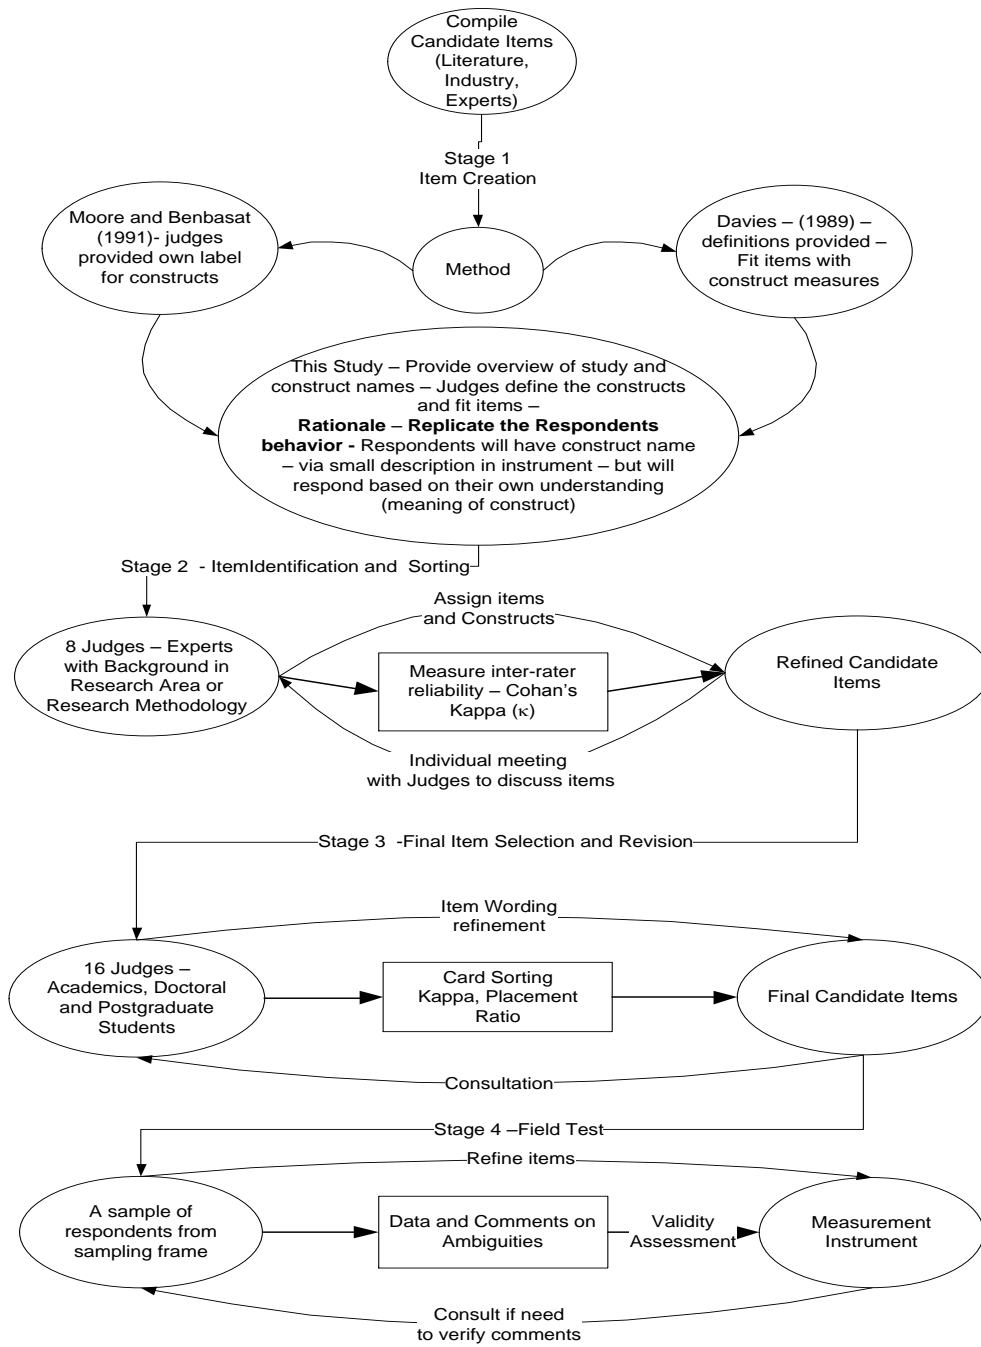 Compile
Candidate Items
(Literature,
Industry,
Experts)
Stage 1
Item Creation
Moore and Benbasat
(1991)- judges
provided own label
for constructs
Method
Davies – (1989) –
definitions provided –
Fit items with
construct measures
This Study – Provide overview of study and
construct names – Judges define the constructs
and fit items –
Rationale – Replicate the Respondents
behavior - Respondents will have construct name
– via small description in instrument – but will
respond based on their own understanding
(meaning of construct)
Stage 2 - ItemIdentification and Sorting
Assign items
and Constructs
8 Judges – Experts
with Background in
Research Area or
Research Methodology
Measure inter-rater
reliability – Cohan's
Kappa (κ)
Refined Candidate
Items
Individual meeting
with Judges to discuss items
Stage 3 -Final Item Selection and Revision
Item Wording
refinement
16 Judges –
Academics, Doctoral
and Postgraduate
Students
Card Sorting
Kappa, Placement
Ratio
Final Candidate Items
Consultation
Stage 4 –Field Test
Refine items
A sample of
respondents from
sampling frame
Data and Comments on
Ambiguities
Validity
Assessment
Measurement
Instrument
Consult if need
to verify comments